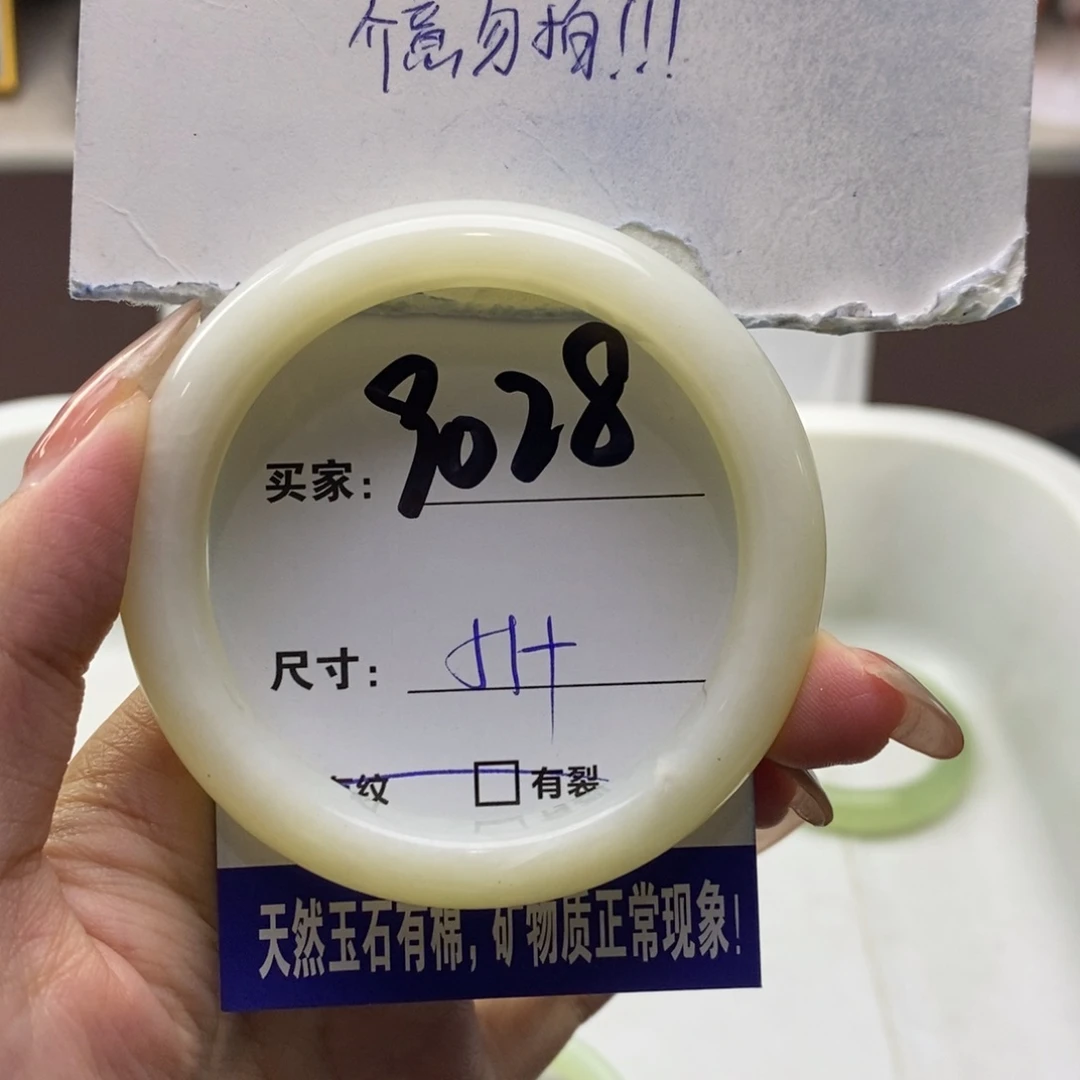 介意勿拍!!!
买家: 9028
尺寸:
纹 □ 有裂
天然玉石有棉,矿物质正常现象!